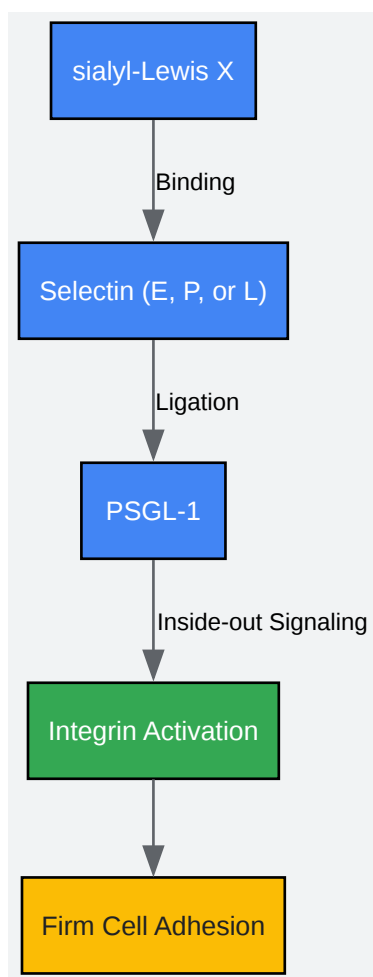 sialyl-Lewis X
Binding
Selectin (E, P, or L)
Ligation
PSGL-1
Inside-out Signaling
Integrin Activation
Firm Cell Adhesion